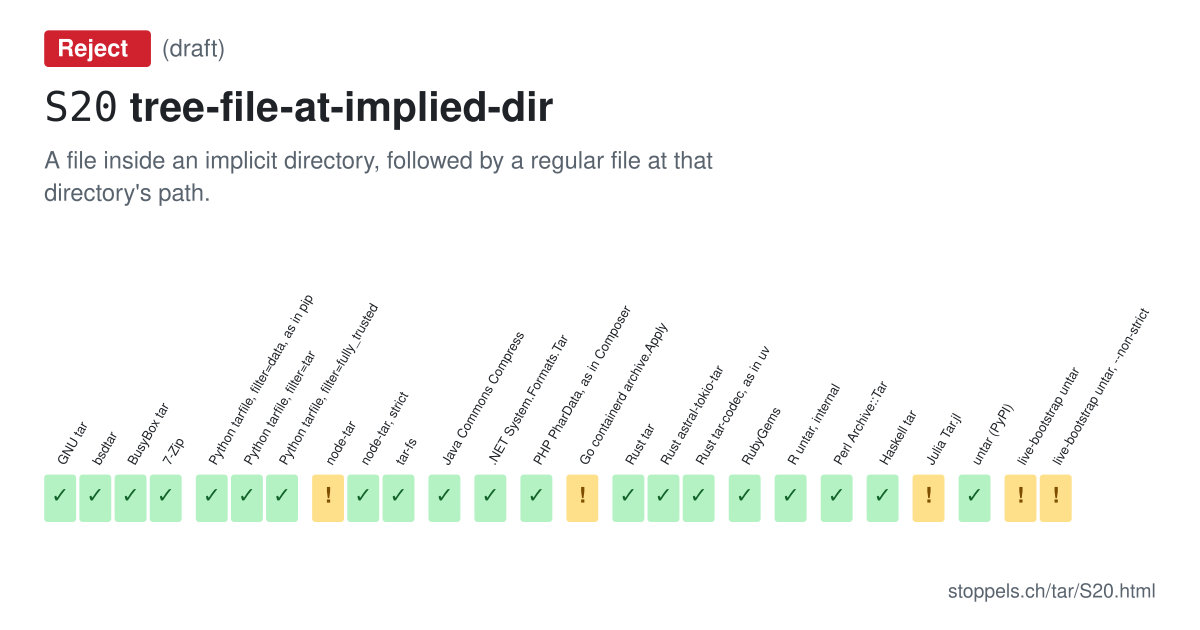 Reject (draft)
S20 tree-file-at-implied-dir
A file inside an implicit directory, followed by a regular file at that
directory's path.
GNU tar
bsdtar
BusyBox tar
7-Zip
Python tarfile, filter=data, as in pip
Python tarfile, filter=tar
Python tarfile, filter=fully_trusted
node-tar
node-tar, strict
tar-fs
Java Commons Compress
.NET System.Formats.Tar
PHP PharData, as in Composer
Go containerd archive.Apply
Rust tar
Rust astral-tokio-tar
Rust tar-codec, as in uv
RubyGems
R untar, internal
Perl Archive::Tar
Haskell tar
Julia Tar.jl
untar (PyPI)
live-bootstrap untar
live-bootstrap untar, --non-strict
✓ ✓ ✓ ✓ ✓ ✓ ✓ ! ✓ ✓ ✓ ✓ ✓ ! ✓ ✓ ✓ ✓ ✓ ✓ ✓ ! ✓ ! !
stoppels.ch/tar/S20.html